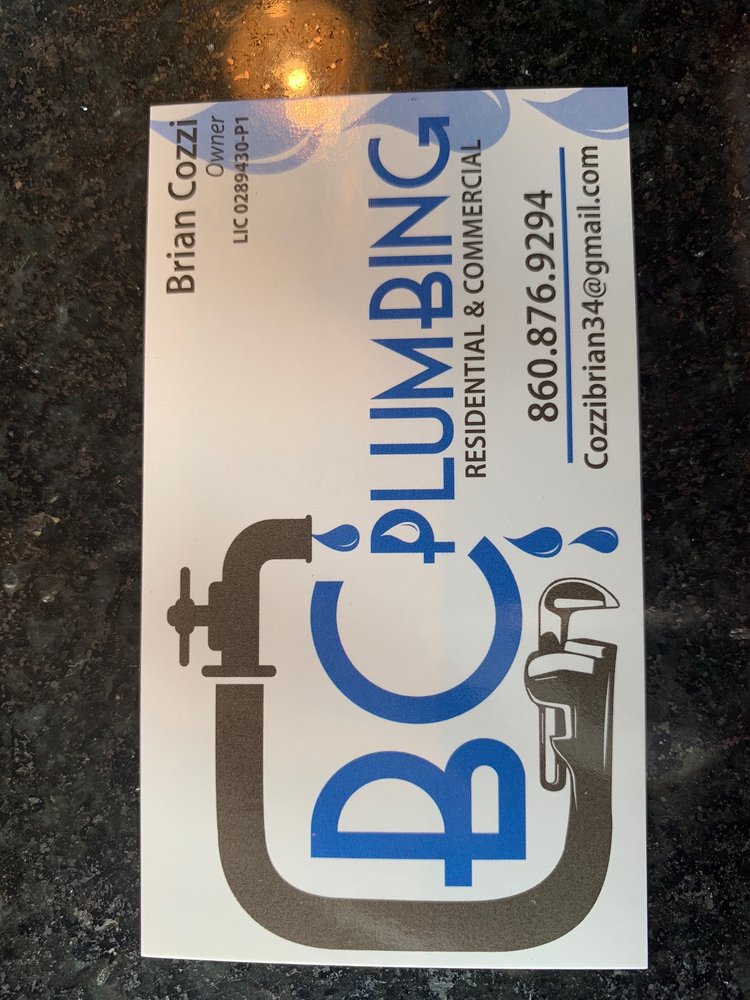 Brian Cozzi
Owner
LIC 0289430-P1
BC PLUMBING
RESIDENTIAL & COMMERCIAL
860.876.9294
Cozzibrian34@gmail.com